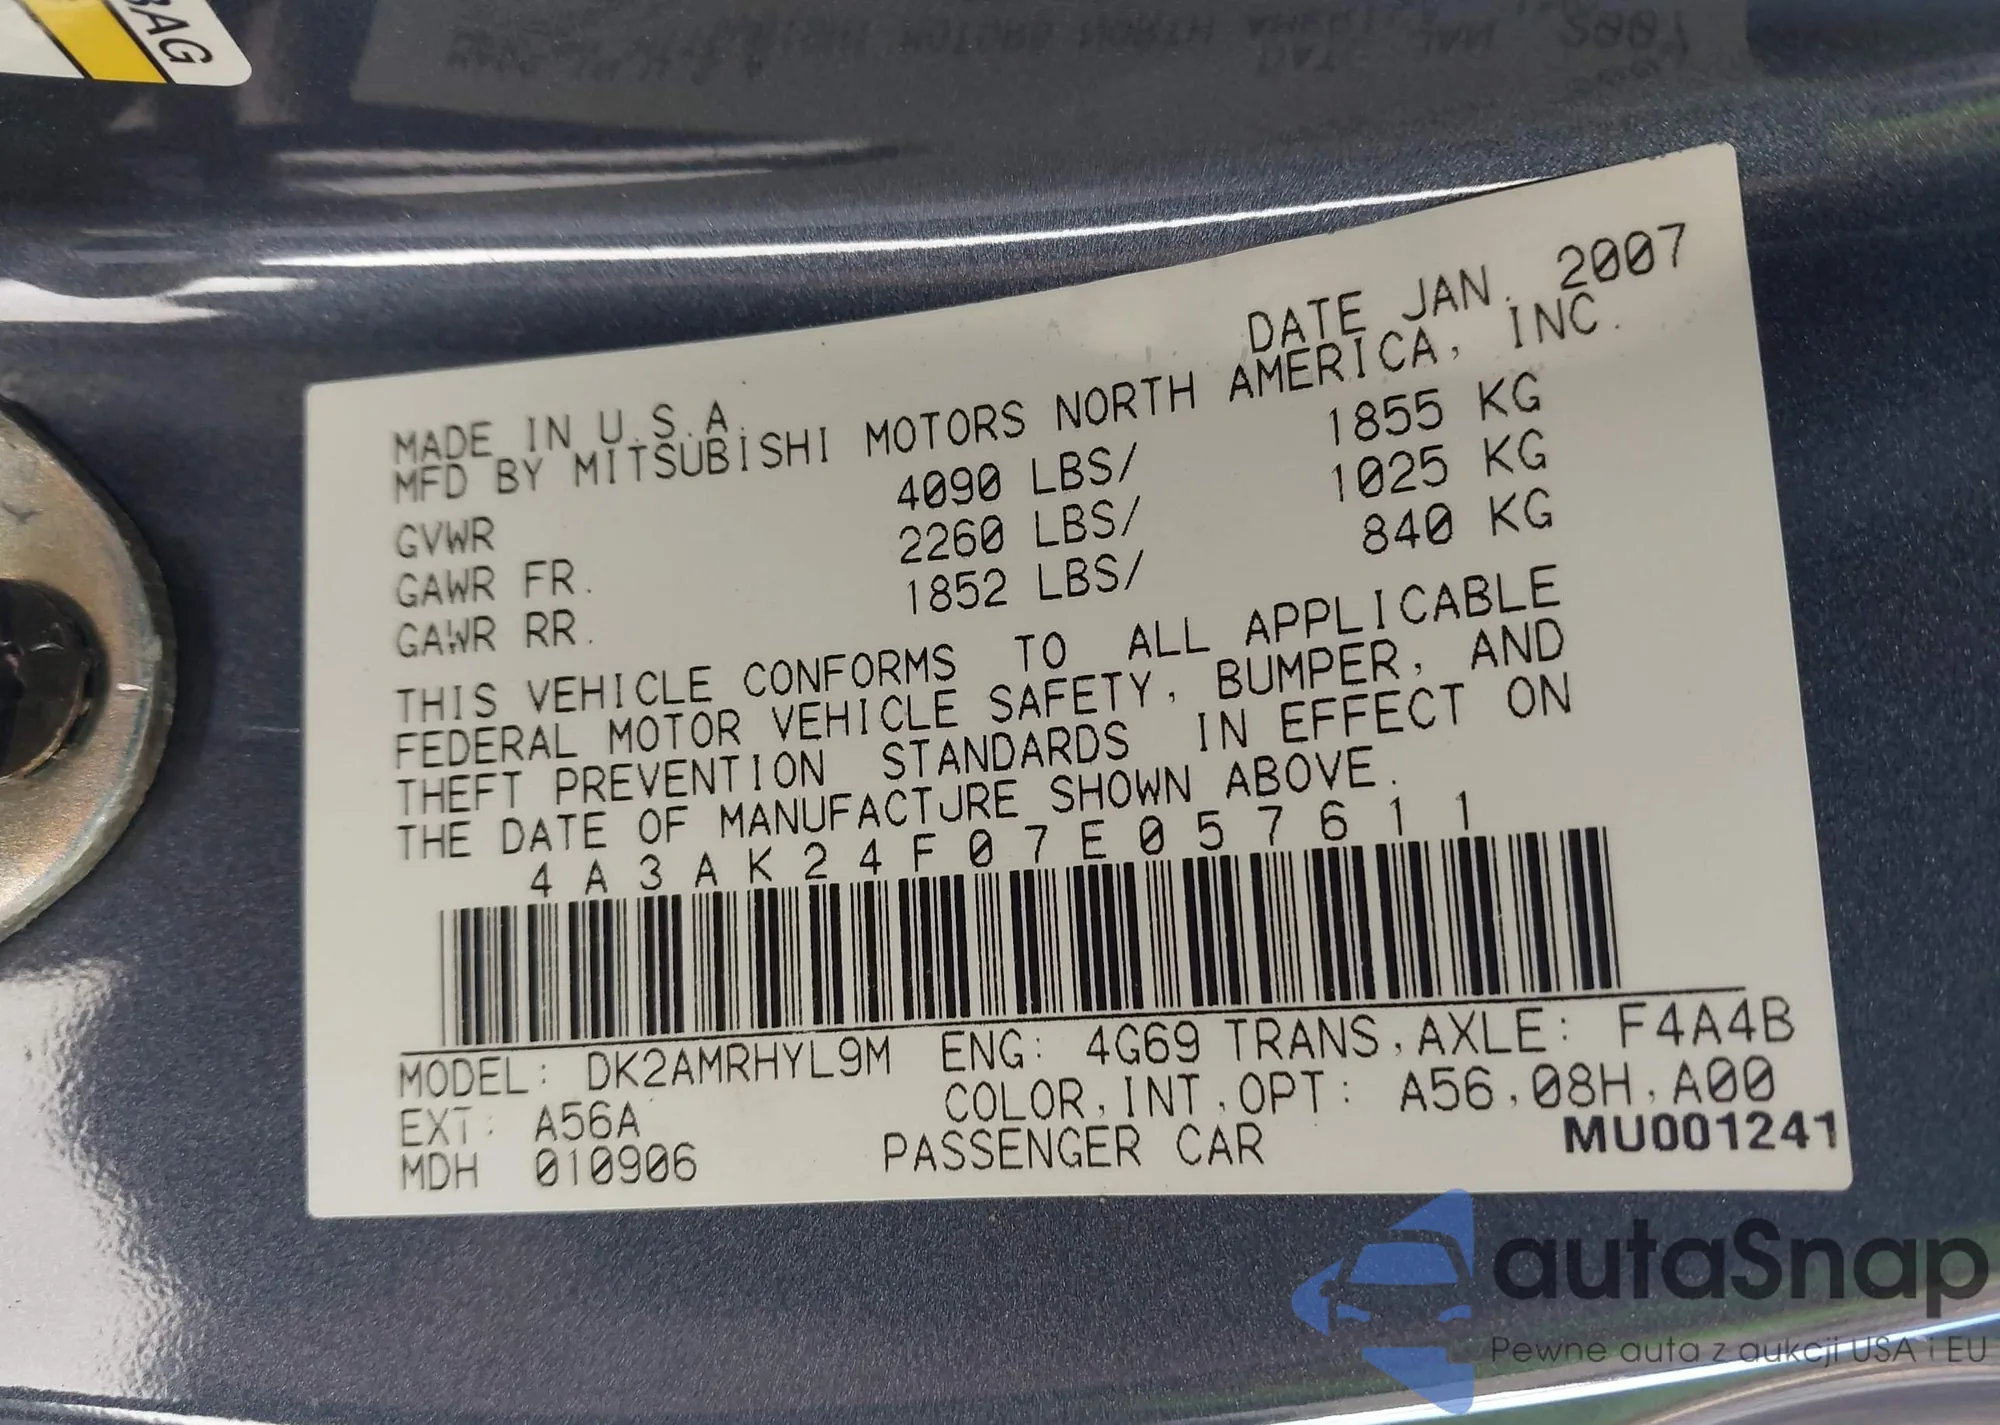 BAG
DATE JAN. 2007
MADE IN U.S.A.
MFD BY MITSUBISHI MOTORS NORTH AMERICA, INC.
GVWR 4090 LBS/ 1855 KG
GAWR FR. 2260 LBS/ 1025 KG
GAWR RR. 1852 LBS/ 840 KG
THIS VEHICLE CONFORMS TO ALL APPLICABLE
FEDERAL MOTOR VEHICLE SAFETY, BUMPER, AND
THEFT PREVENTION STANDARDS IN EFFECT ON
THE DATE OF MANUFACTURE SHOWN ABOVE.
4A3AK24F07E057611
MODEL: DK2AMRHYL9M ENG: 4G69 TRANS,AXLE: F4A4B
EXT: A56A COLOR,INT,OPT: A56,08H,A00
MDH 010906 PASSENGER CAR MU001241
autaSnap
Pewne auta z aukcji USA i EU